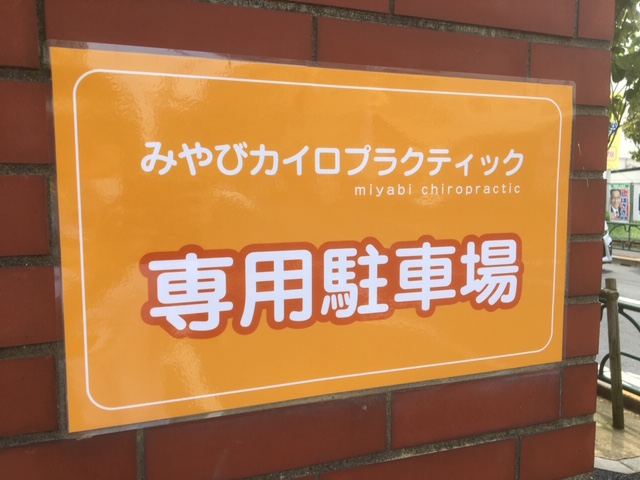 みやびカイロプラクティック
miyabi chiropractic
専用駐車場